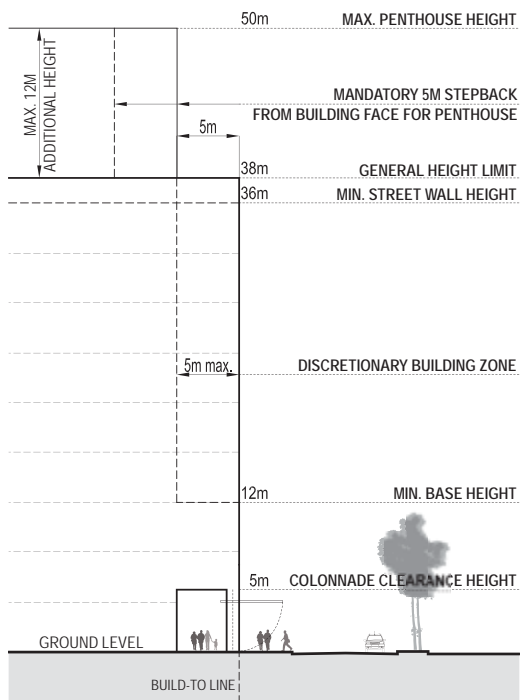 50m MAX. PENTHOUSE HEIGHT
MAX. 12M
ADDITIONAL HEIGHT
MANDATORY 5M STEPBACK
FROM BUILDING FACE FOR PENTHOUSE
5m
38m GENERAL HEIGHT LIMIT
36m MIN. STREET WALL HEIGHT
5m max. DISCRETIONARY BUILDING ZONE
12m MIN. BASE HEIGHT
5m COLONNADE CLEARANCE HEIGHT
GROUND LEVEL
BUILD-TO LINE